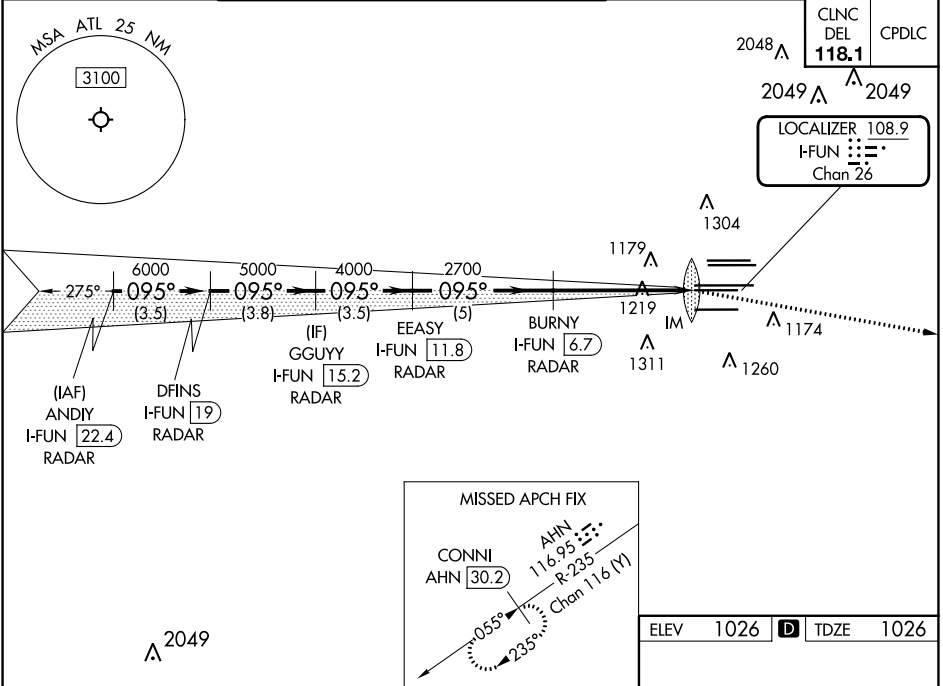 MSA ATL 25 NM
3100
CLNC
DEL
118.1
CPDLC
2048
2049
2049
LOCALIZER 108.9
I-FUN
Chan 26
1304
1179
1219
IM
1174
1311
1260
275°
6000
095°
(3.5)
5000
095°
(3.8)
4000
095°
(3.5)
2700
095°
(5)
(IAF)
ANDIY
I-FUN 22.4
RADAR
DFINS
I-FUN 19
RADAR
(IF)
GGUYY
I-FUN 15.2
RADAR
EEASY
I-FUN 11.8
RADAR
BURNY
I-FUN 6.7
RADAR
MISSED APCH FIX
CONNI
AHN 30.2
AHN
116.95
R-235
Chan 116 (Y)
055°
235°
2049
ELEV 1026 D TDZE 1026